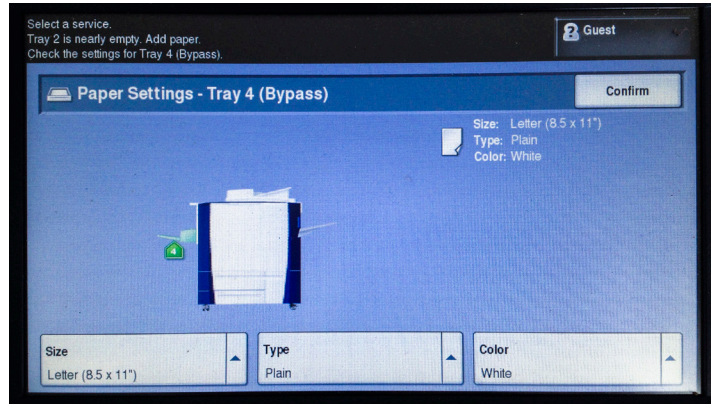 Select a service.
Tray 2 is nearly empty. Add paper.
Check the settings for Tray 4 (Bypass).
Guest
Paper Settings - Tray 4 (Bypass)
Confirm
Size: Letter (8.5 x 11")
Type: Plain
Color: White
4
Size
Letter (8.5 x 11")
Type
Plain
Color
White